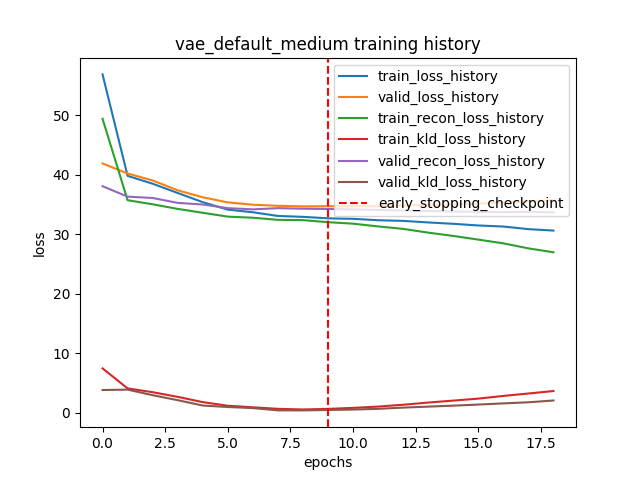 vae_default_medium training history
loss
50
40
30
20
10
0
train_loss_history
valid_loss_history
train_recon_loss_history
train_kld_loss_history
valid_recon_loss_history
valid_kld_loss_history
early_stopping_checkpoint
0.0 2.5 5.0 7.5 10.0 12.5 15.0 17.5
epochs